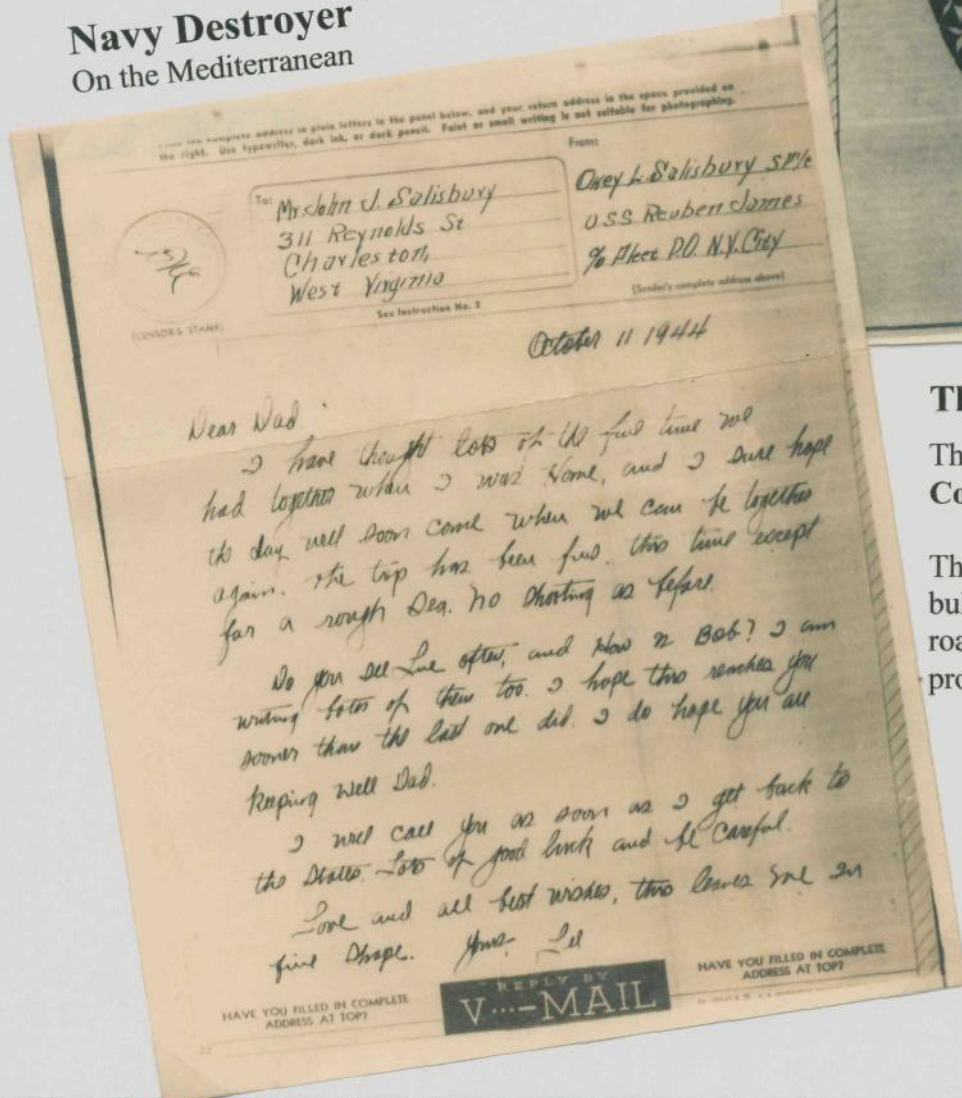 Navy Destroyer
On the Mediterranean
complete address in plain letters in the panel below, and your return address in the space provided on
the right. Use typewriter, dark ink, or dark pencil. Faint or small writing is not suitable for photographing.
To:
Mr. John J. Salisbury
311 Reynolds St
Charleston,
West Virginia
See Instruction No. 2
From:
L. Salisbury
USS Reuben James
% Fleet P.O. N.Y. City
(Sender's complete address above)
(CENSOR'S STAMP)
October 11 1944
Dear Dad
I have thought lots of the fine time we
had together when I was Home, and I sure hope
the day will soon come when we can be together
again. The trip has been fine this time except
for a rough Sea. No shooting as before.
Do you see Lue often, and How is Bob? I am
writing both of them too. I hope this reaches you
sooner than the last one did. I do hope you are
keeping Well Dad.
I will call you as soon as I get back to
the States. Lots of good luck and be careful.
Love and all best wishes, this leaves me in
fine shape. Yours- Lee
HAVE YOU FILLED IN COMPLETE
ADDRESS AT TOP?
REPLY BY
V···—MAIL
HAVE YOU FILLED IN COMPLETE
ADDRESS AT TOP?
Th
Th
Co
Th
bu
roa
pro